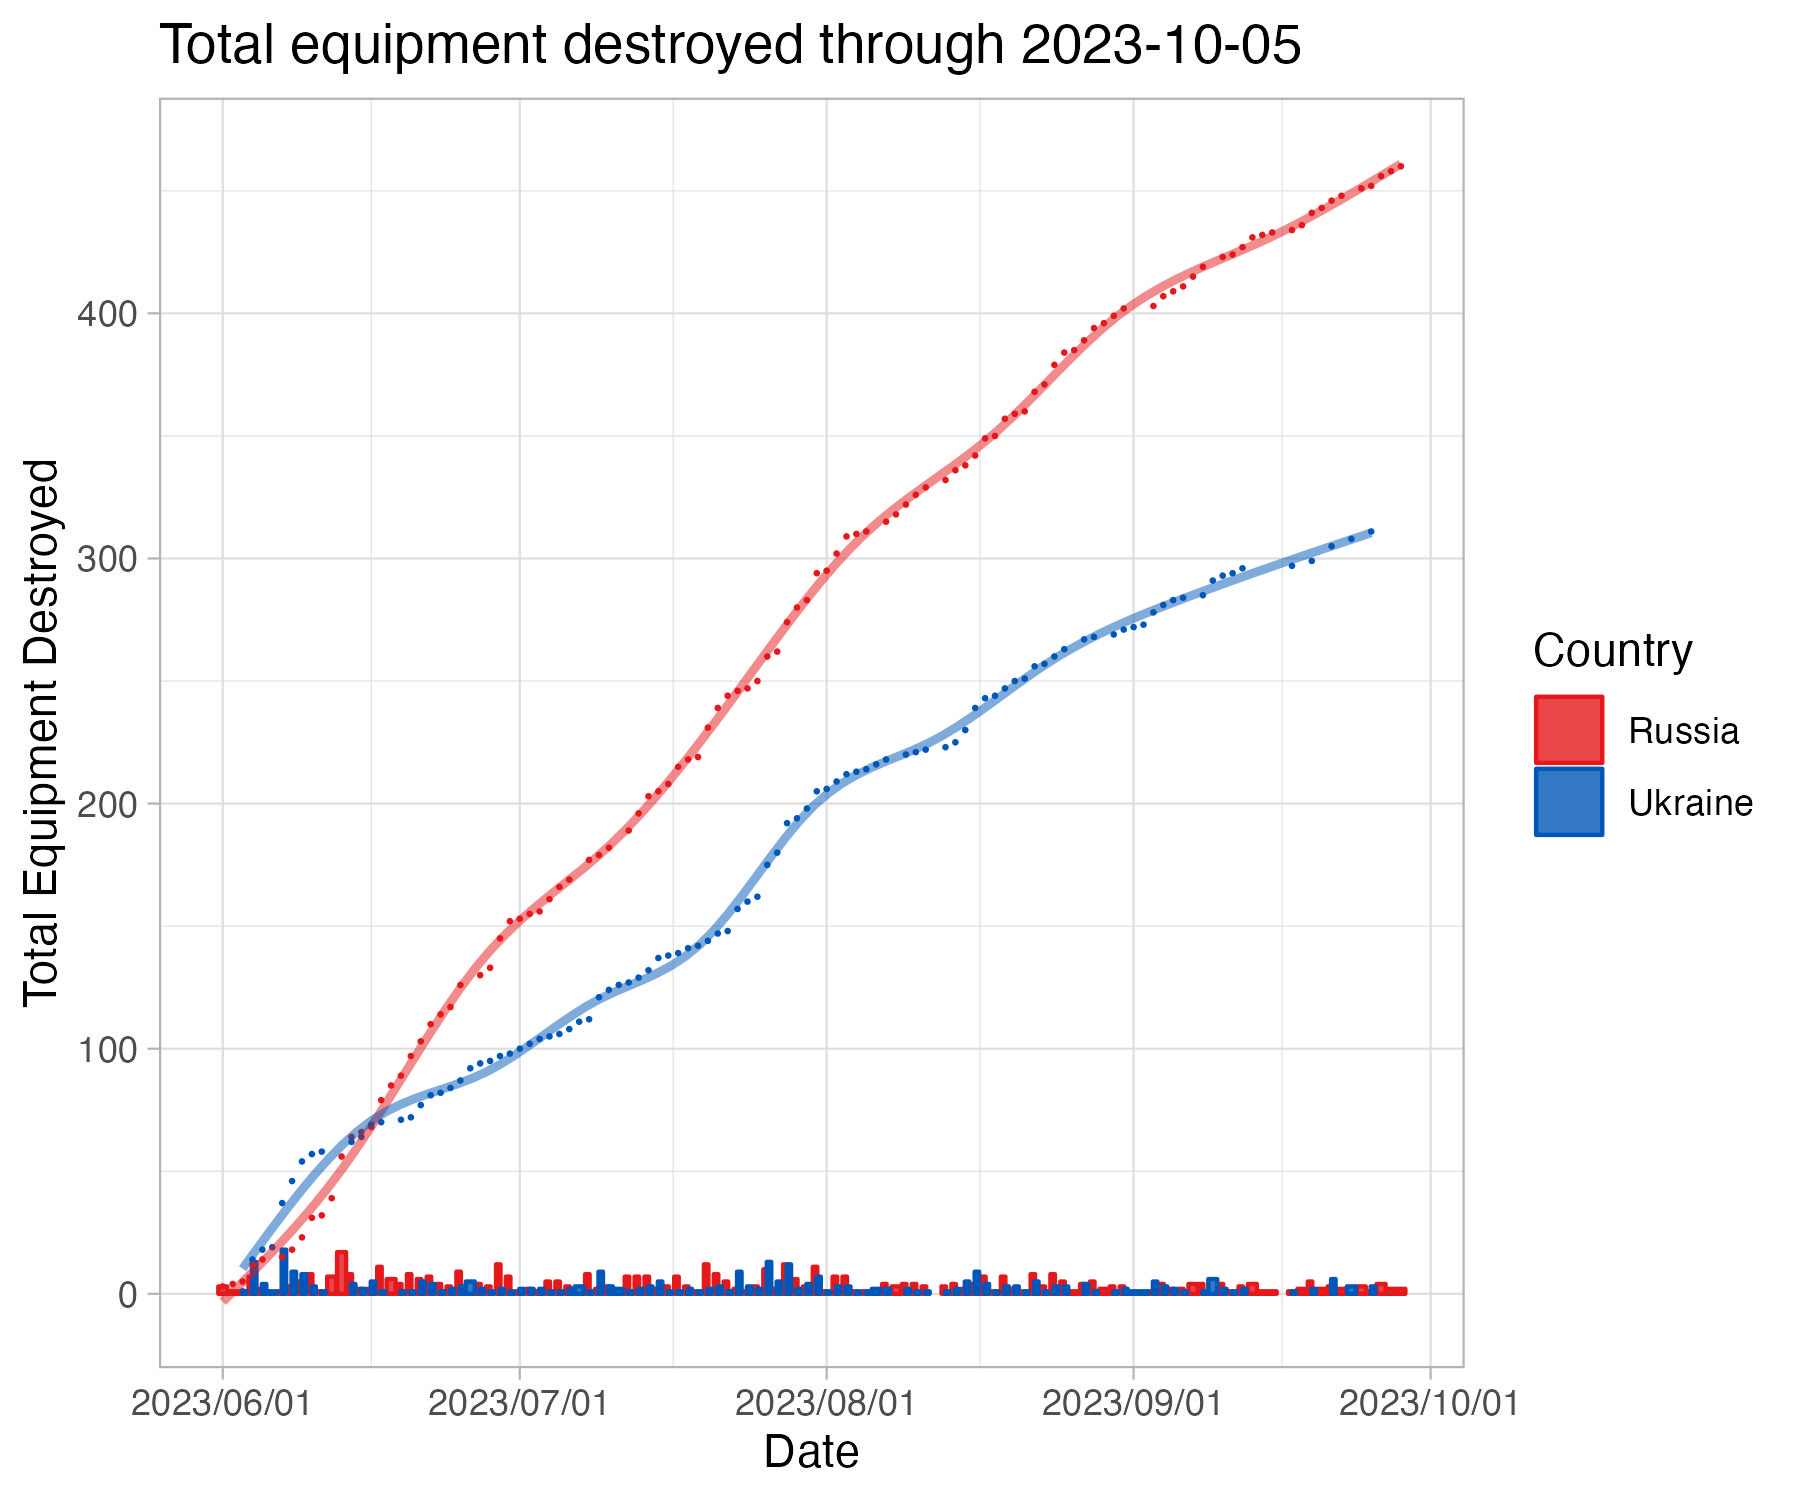 Total equipment destroyed through 2023-10-05
Total Equipment Destroyed
400
300
200
100
0
2023/06/01 2023/07/01 2023/08/01 2023/09/01 2023/10/01
Date
Country
Russia
Ukraine